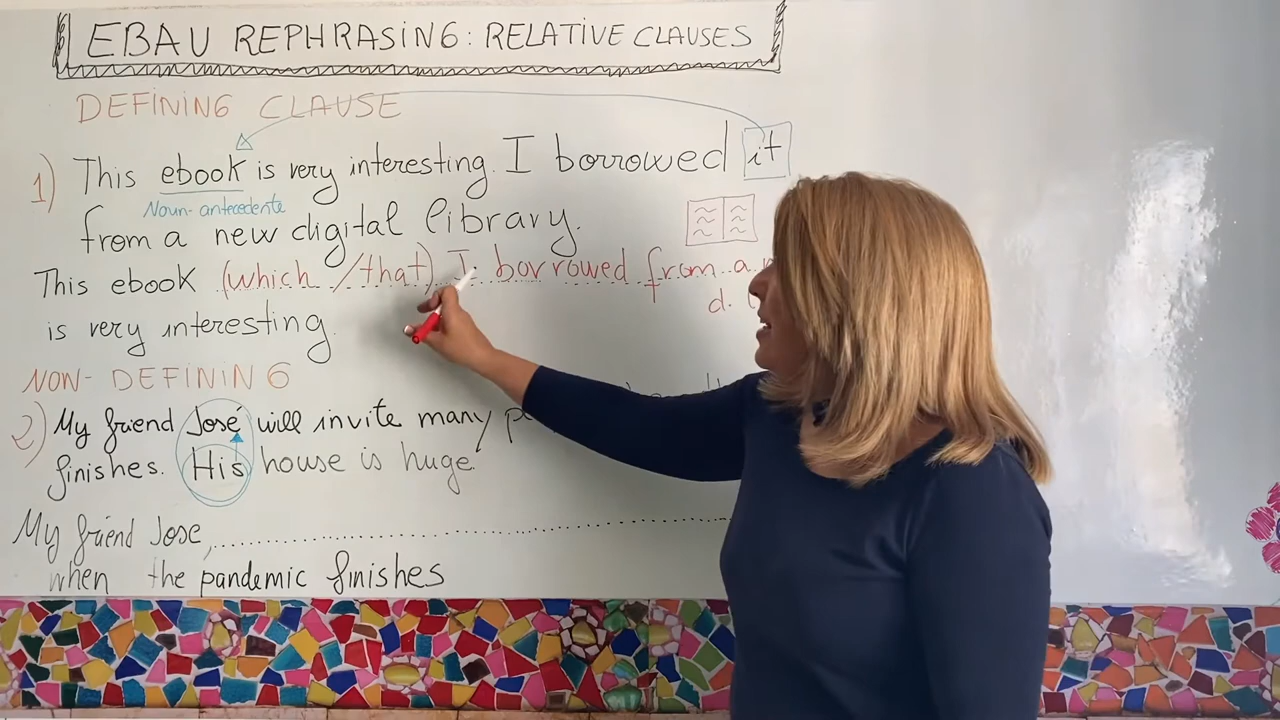 EBAU REPHRASING: RELATIVE CLAUSES
DEFINING CLAUSE
1) This ebook is very interesting. I borrowed it
Noun-antecedente
from a new digital library.
This ebook (which /that) I borrowed from a
d.
is very interesting.
NON-DEFINING
2) My friend José will invite many
finishes. His house is huge.
My friend Jose,
when the pandemic finishes